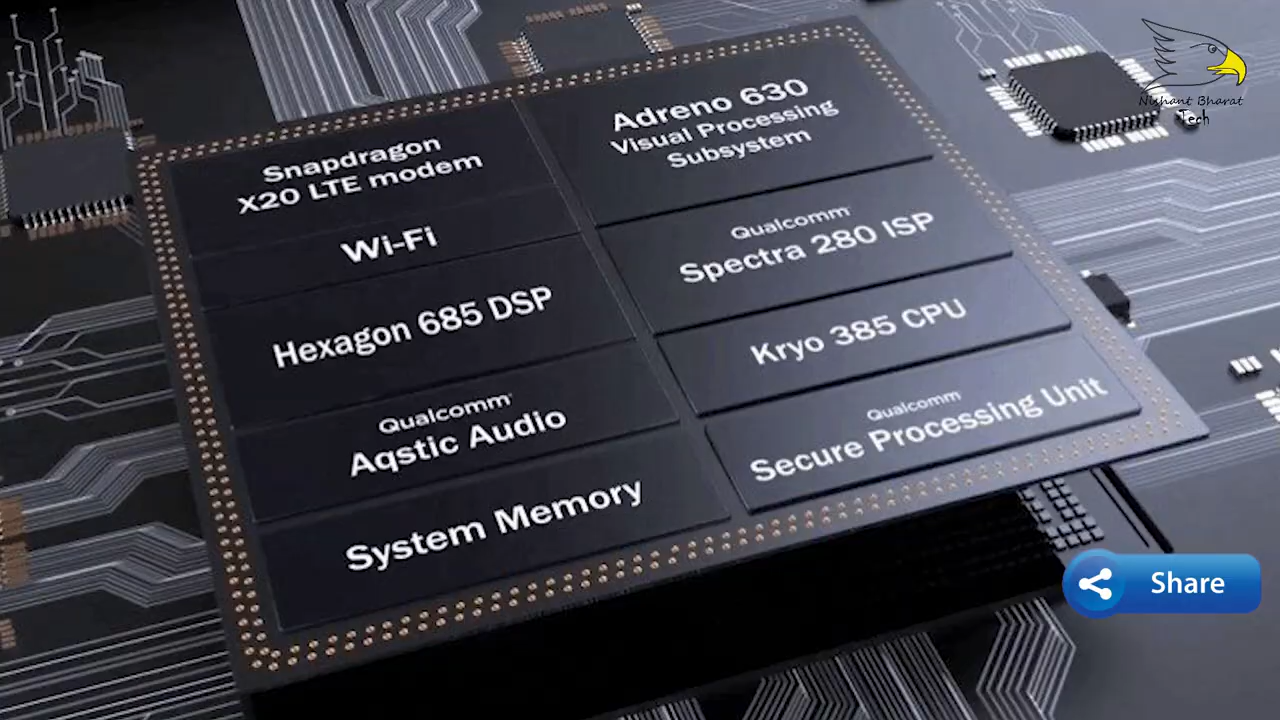 Snapdragon
X20 LTE modem
Wi-Fi
Hexagon 685 DSP
Qualcomm
Aqstic Audio
System Memory
Adreno 630
Visual Processing
Subsystem
Qualcomm
Spectra 280 ISP
Kryo 385 CPU
Qualcomm
Secure Processing Unit
Nishant Bharat
Tech
Share